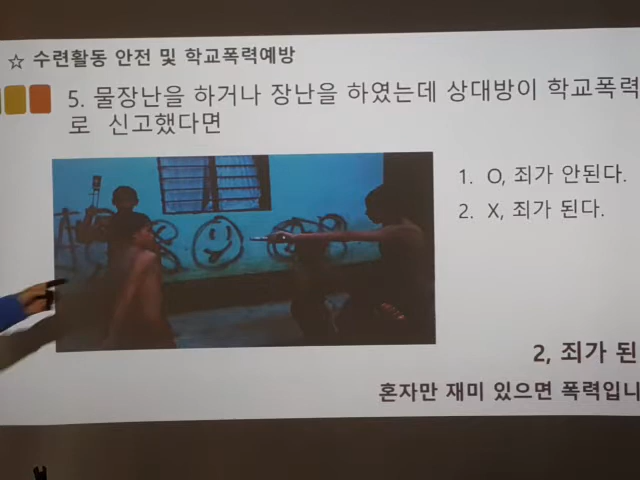 ☆ 수련활동 안전 및 학교폭력예방
5. 물장난을 하거나 장난을 하였는데 상대방이 학교폭력
로 신고했다면
1. O, 죄가 안된다.
2. X, 죄가 된다.
2, 죄가 된
혼자만 재미 있으면 폭력입니